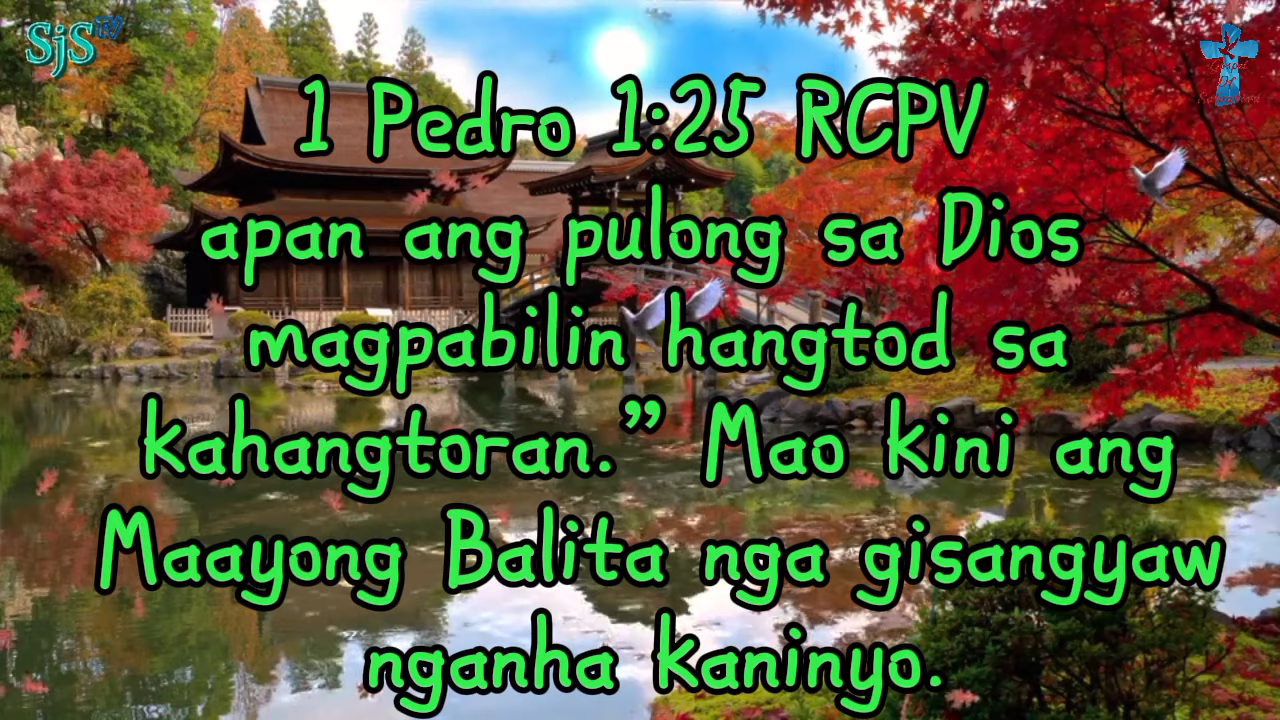 SjS TV
1 Pedro 1:25 RCPV
apan ang pulong sa Dios
magpabilin hangtod sa
kahangtoran.” Mao kini ang
Maayong Balita nga gisangyaw
nganha kaninyo.